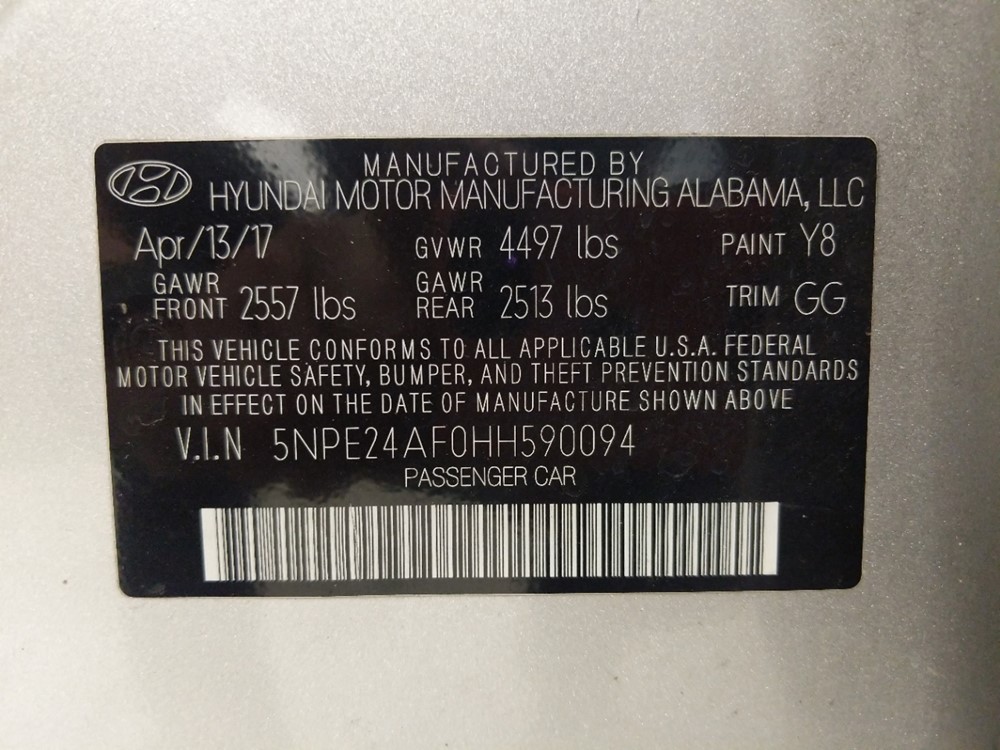 MANUFACTURED BY
HYUNDAI MOTOR MANUFACTURING ALABAMA, LLC
Apr/13/17 GVWR 4497 lbs PAINT Y8
GAWR FRONT 2557 lbs GAWR REAR 2513 lbs TRIM GG
THIS VEHICLE CONFORMS TO ALL APPLICABLE U.S.A. FEDERAL
MOTOR VEHICLE SAFETY, BUMPER, AND THEFT PREVENTION STANDARDS
IN EFFECT ON THE DATE OF MANUFACTURE SHOWN ABOVE
V.I.N 5NPE24AF0HH590094
PASSENGER CAR